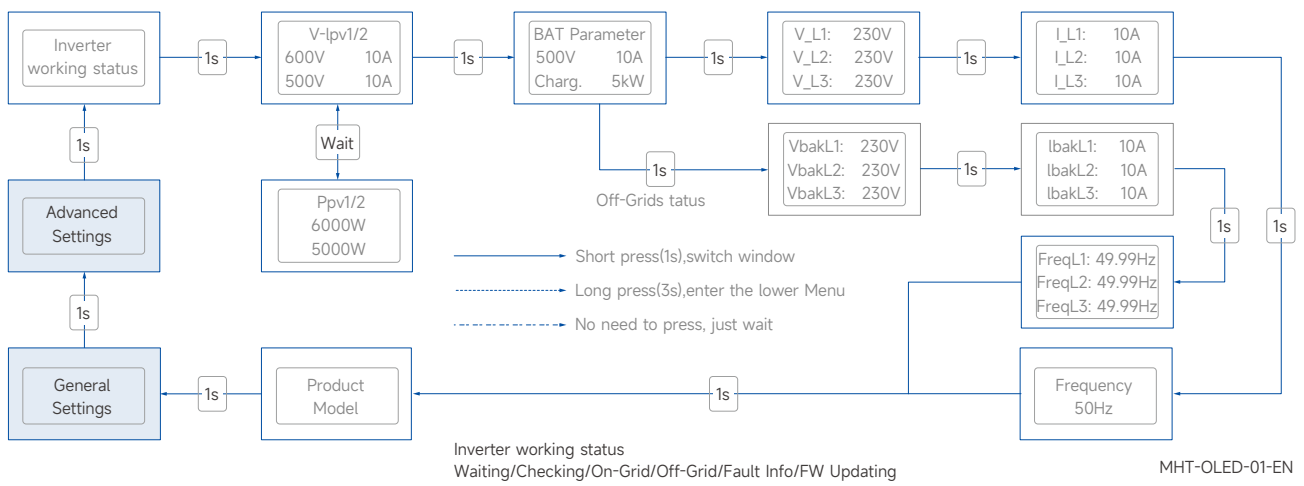 Inverter
working status
1s
V-lpv1/2
600V 10A
500V 10A
1s
BAT Parameter
500V 10A
Charg. 5kW
1s
V_L1: 230V
V_L2: 230V
V_L3: 230V
1s
I_L1: 10A
I_L2: 10A
I_L3: 10A
1s
Wait
1s
Off-Grids tatus
VbakL1: 230V
VbakL2: 230V
VbakL3: 230V
1s
lbakL1: 10A
lbakL2: 10A
lbakL3: 10A
Advanced
Settings
Ppv1/2
6000W
5000W
1s
1s
Short press(1s),switch window
Long press(3s),enter the lower Menu
No need to press, just wait
FreqL1: 49.99Hz
FreqL2: 49.99Hz
FreqL3: 49.99Hz
1s
General
Settings
1s
Product
Model
1s
Frequency
50Hz
Inverter working status
Waiting/Checking/On-Grid/Off-Grid/Fault Info/FW Updating
MHT-OLED-01-EN